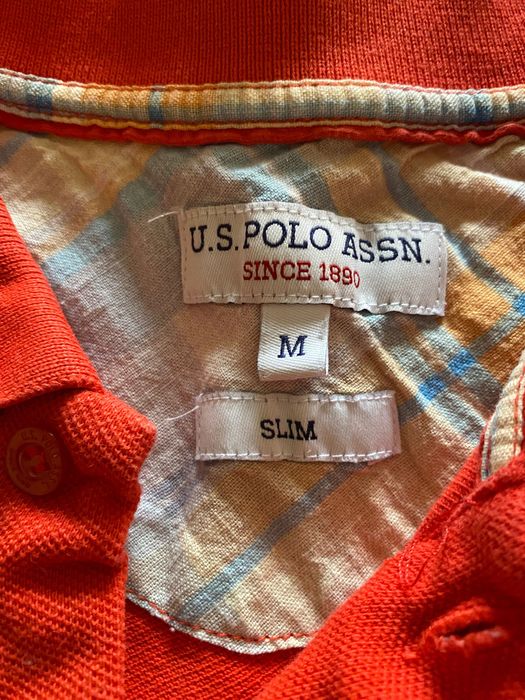 U.S. POLO ASSN.
SINCE 1890
M
SLIM